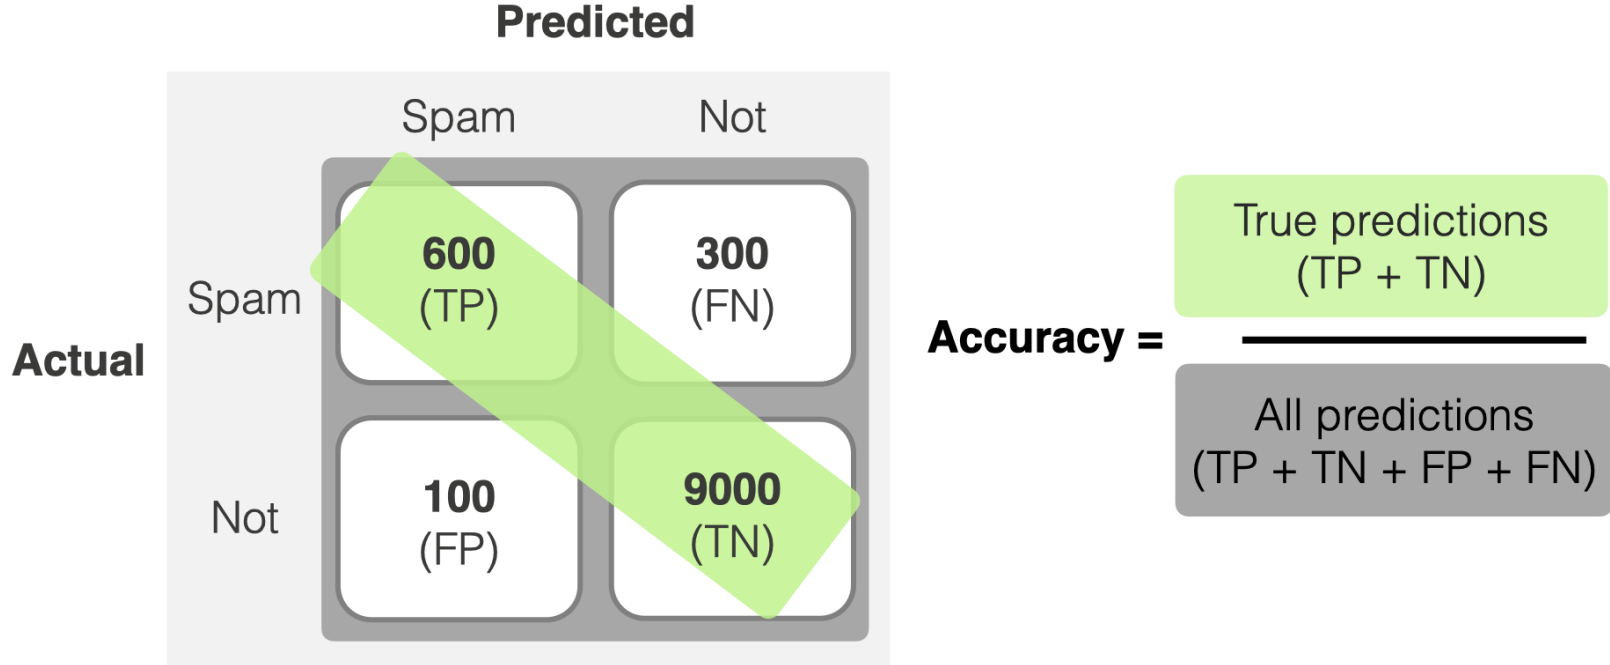 Predicted
Spam Not
Actual
Spam
600
(TP)
300
(FN)
Not
100
(FP)
9000
(TN)
Accuracy =
True predictions
(TP + TN)
All predictions
(TP + TN + FP + FN)